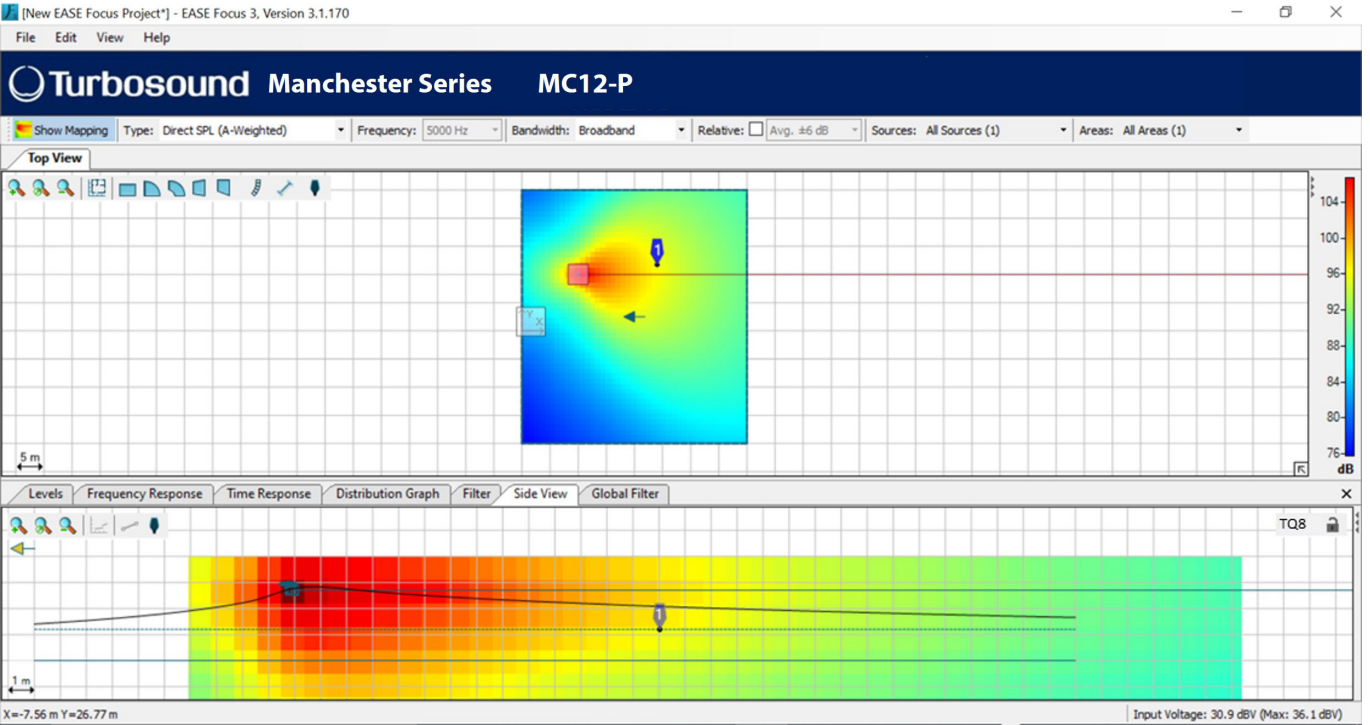 [New EASE Focus Project*] - EASE Focus 3, Version 3.1.170
File Edit View Help
Turbosound Manchester Series MC12-P
Show Mapping Type: Direct SPL (A-Weighted) Frequency: 5000 Hz Bandwidth: Broadband Relative: Avg. ±6 dB Sources: All Sources (1) Areas: All Areas (1)
Top View
104
100
96
92
88
84
80
76
dB
1
Y
X
5 m
Levels Frequency Response Time Response Distribution Graph Filter Side View Global Filter
TQ8
1
1 m
X=-7.56 m Y=26.77 m Input Voltage: 30.9 dBV (Max: 36.1 dBV)